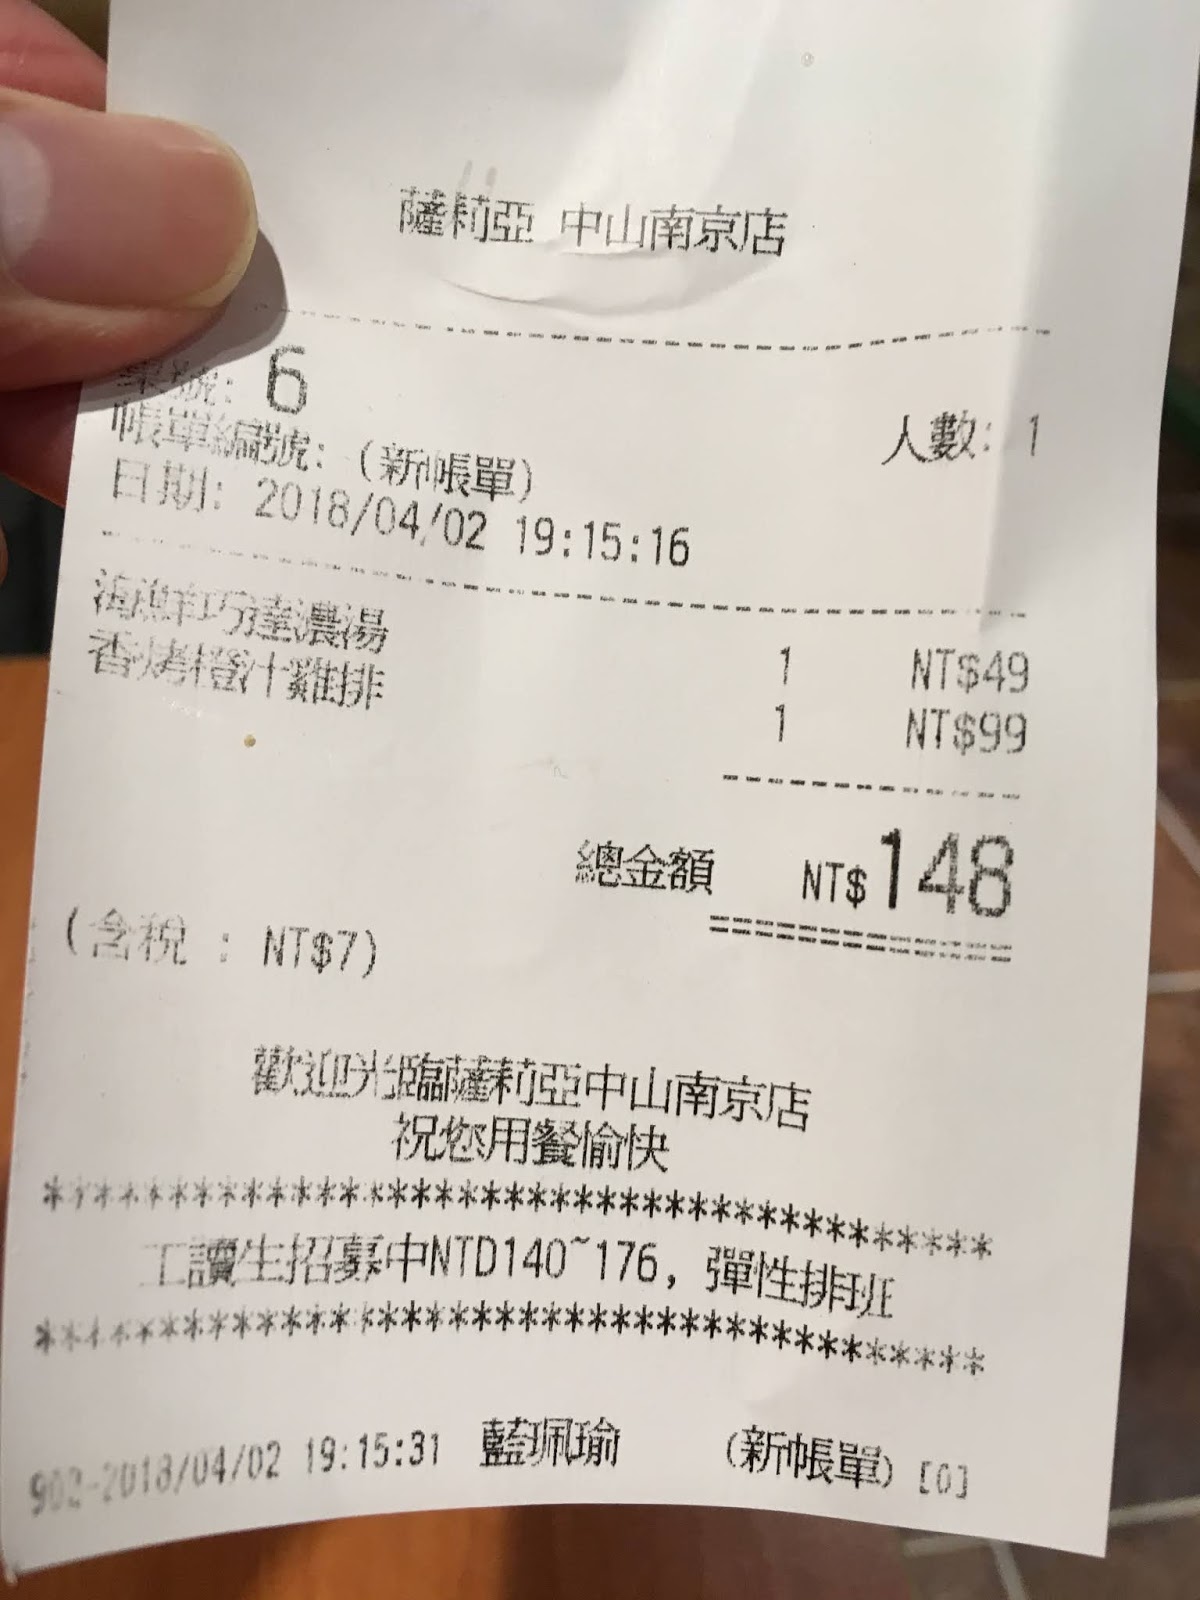 薩莉亞 中山南京店
桌號: 6
人數: 1
帳單編號: (新帳單)
日期: 2018/04/02 19:15:16
海鮮巧達濃湯 1 NT$49
香烤橙汁雞排 1 NT$99
總金額 NT$148
(含稅 : NT$7)
歡迎光臨薩莉亞中山南京店
祝您用餐愉快
******************************************
工讀生招募中NTD140~176, 彈性排班
******************************************
902-2018/04/02 19:15:31 藍珮瑜 (新帳單) [0]